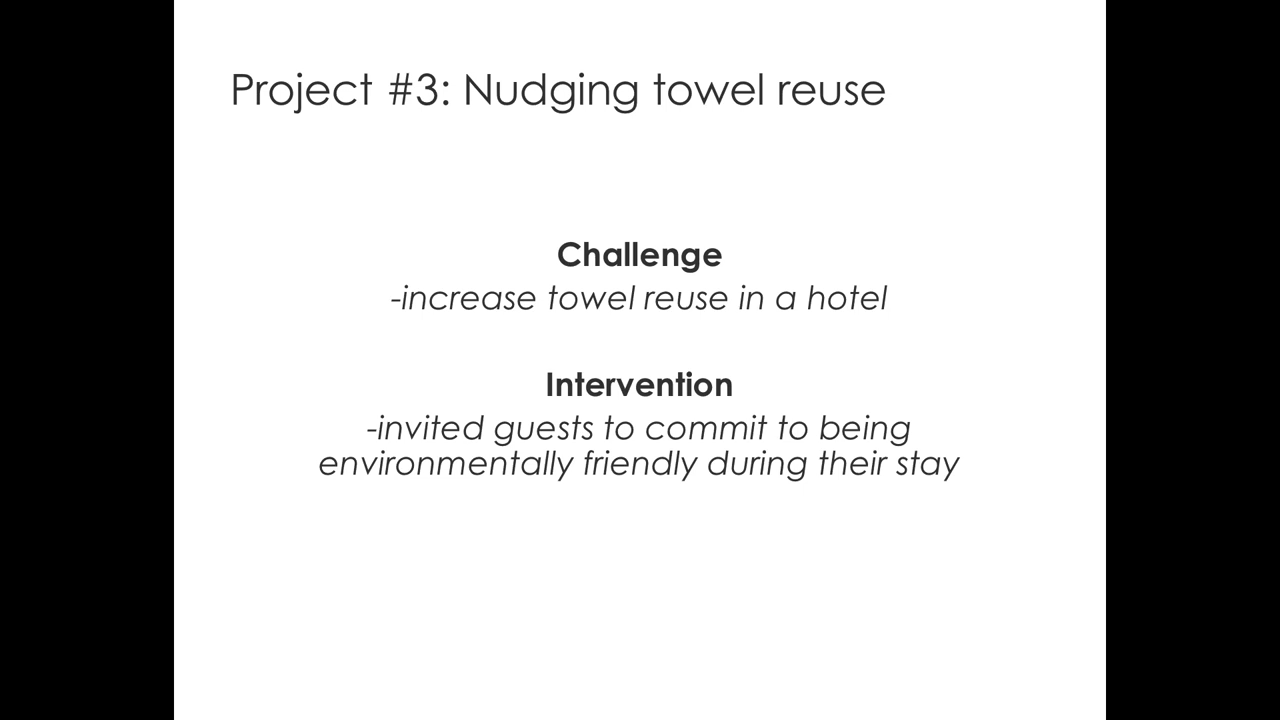 Project #3: Nudging towel reuse
Challenge
-increase towel reuse in a hotel
Intervention
-invited guests to commit to being
environmentally friendly during their stay